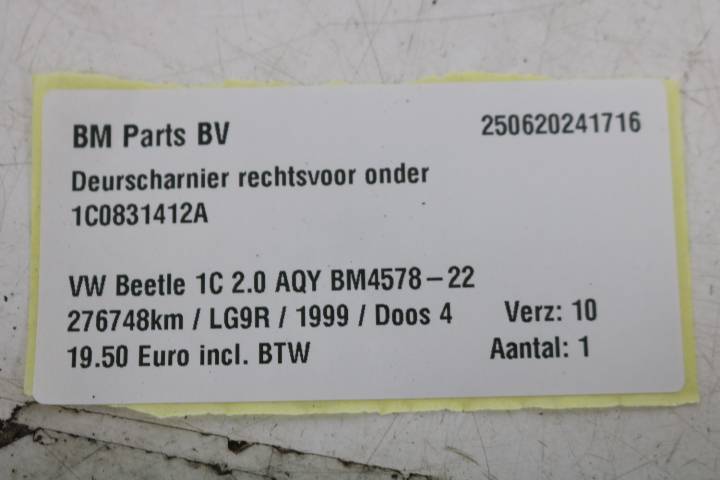 BM Parts BV 250620241716
Deurscharnier rechtsvoor onder
1C0831412A
VW Beetle 1C 2.0 AQY BM4578-22
276748km / LG9R / 1999 / Doos 4 Verz: 10
19.50 Euro incl. BTW Aantal: 1